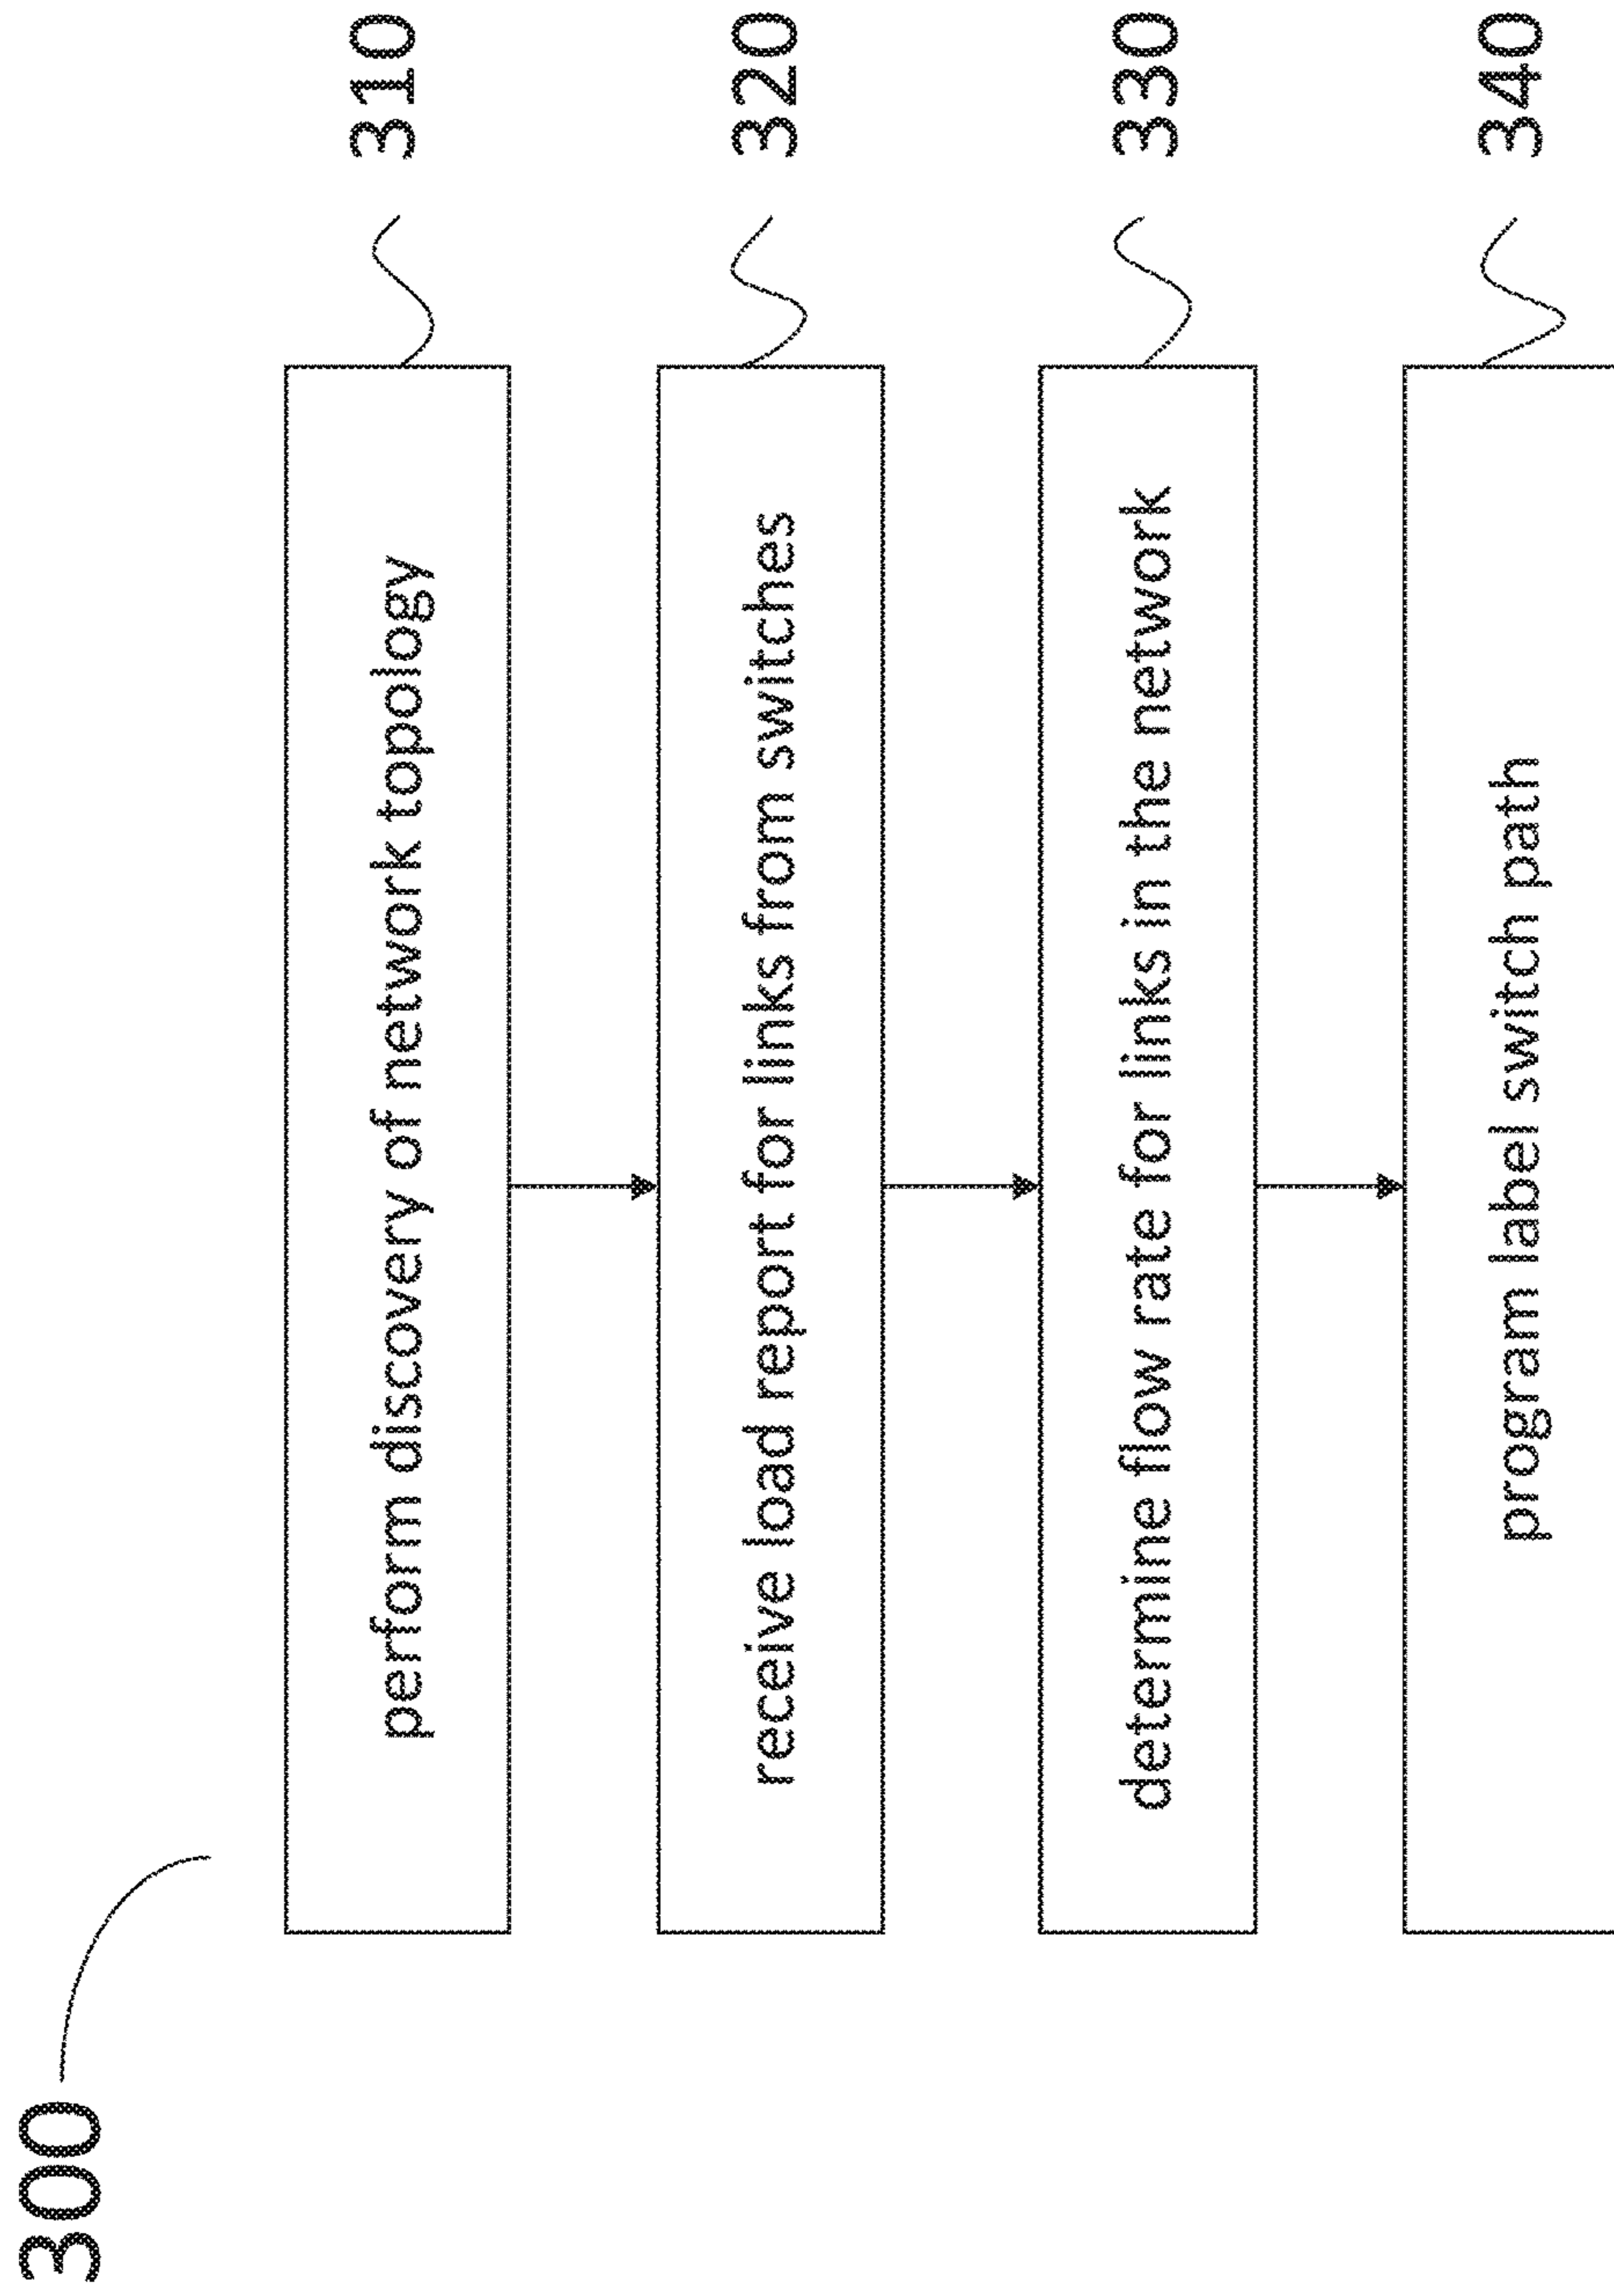 300
perform discovery of network topology
310
receive load report for links from switches
320
determine flow rate for links in the network
330
program label switch path
340